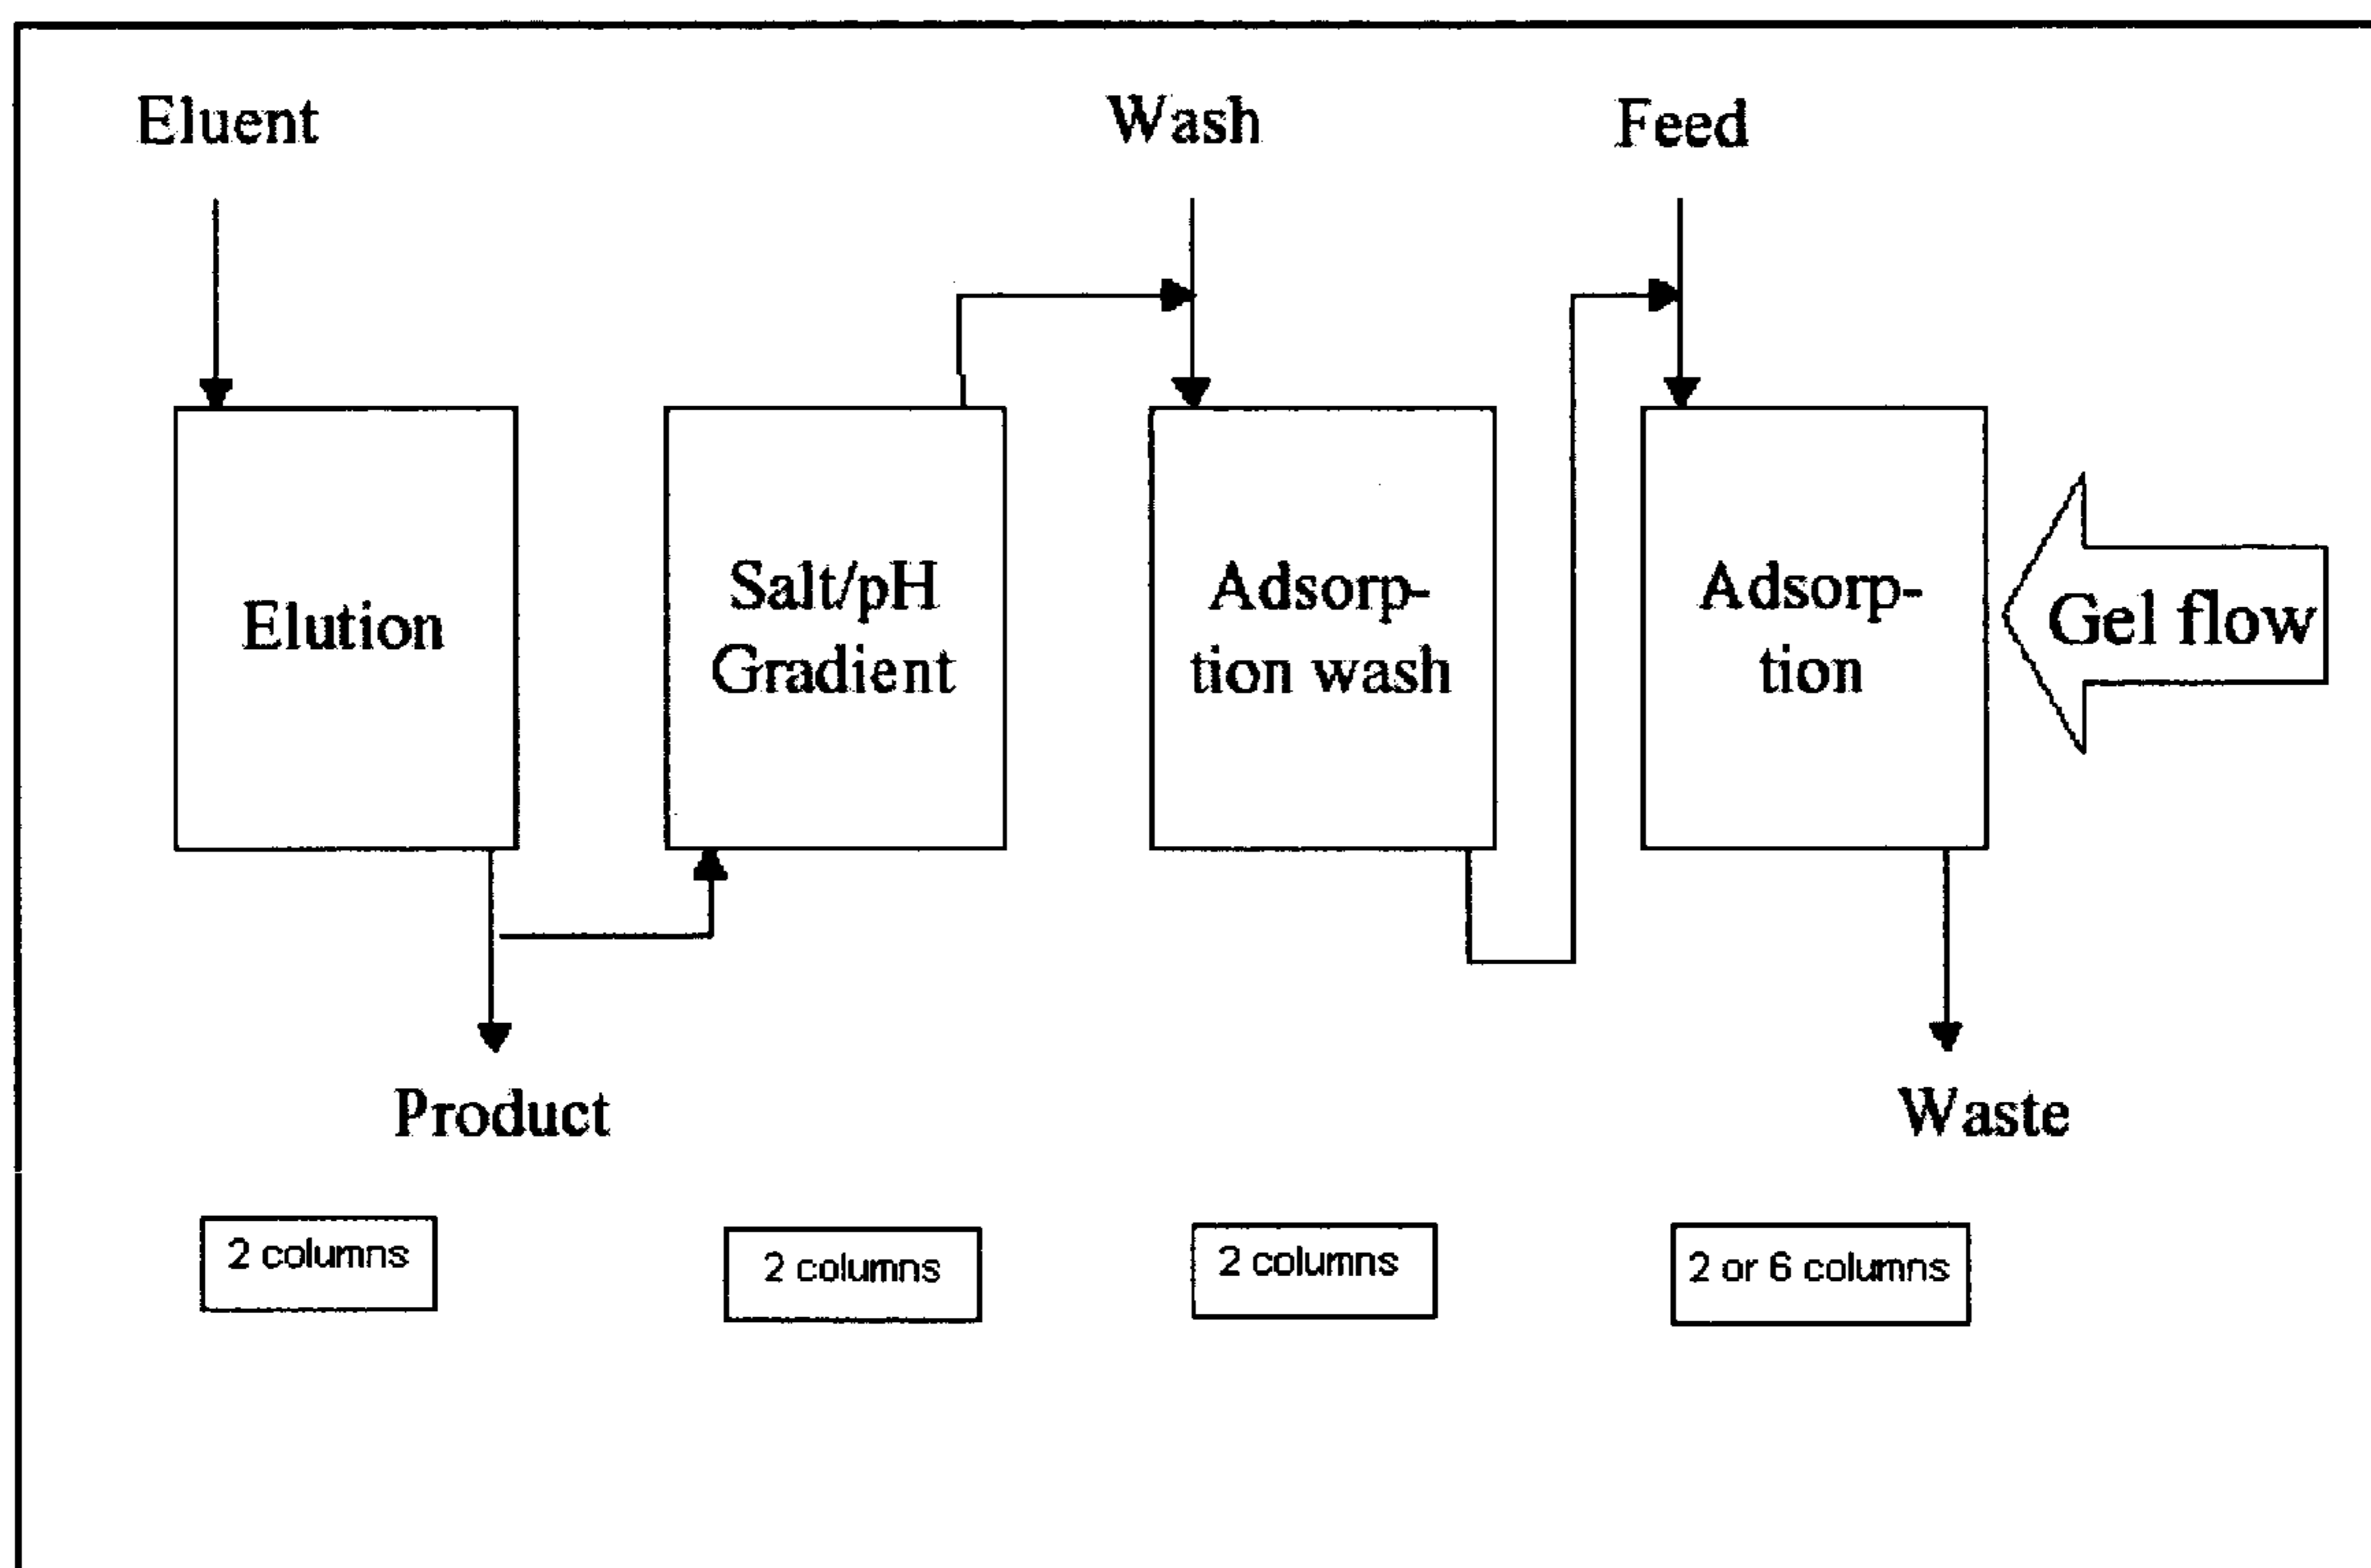 Eluent
Wash
Feed
Elution
Salt/pH
Gradient
Adsorp-
tion wash
Adsorp-
tion
Gel flow
Product
Waste
2 columns
2 columns
2 columns
2 or 6 columns